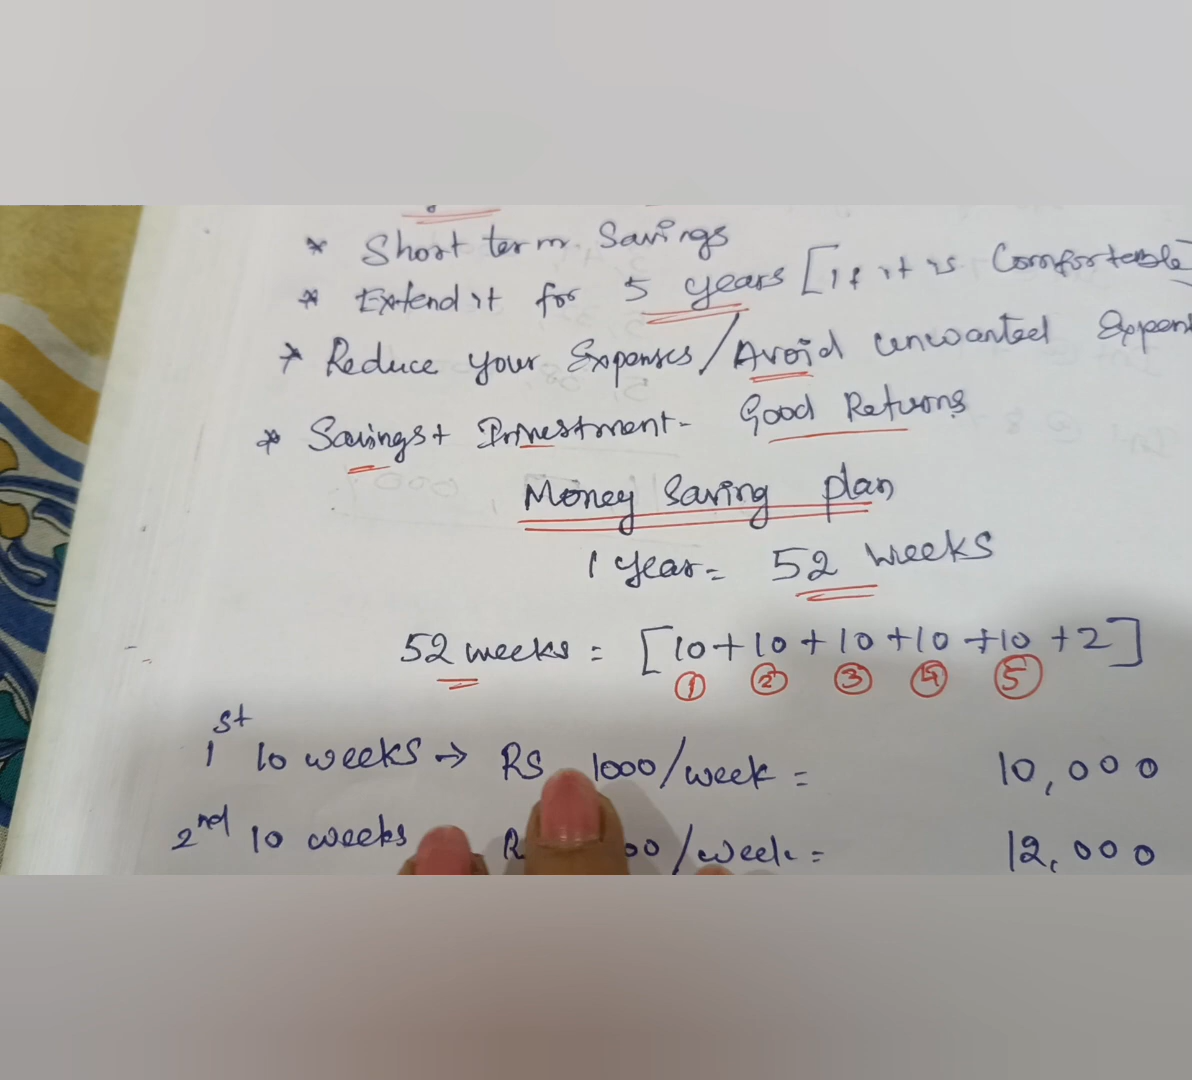 * Short term Savings
* Extend it for 5 years [if it is Comfortable]
* Reduce your Expenses/Avoid unwanted
* Savings + Investment - Good Returns
Money Saving plan
1 year = 52 weeks
52 weeks = [10+10+10+10+10+2]
① ② ③ ④ ⑤
1st 10 weeks → RS 1000/week = 10,000
2nd 10 weeks /week = 12,000